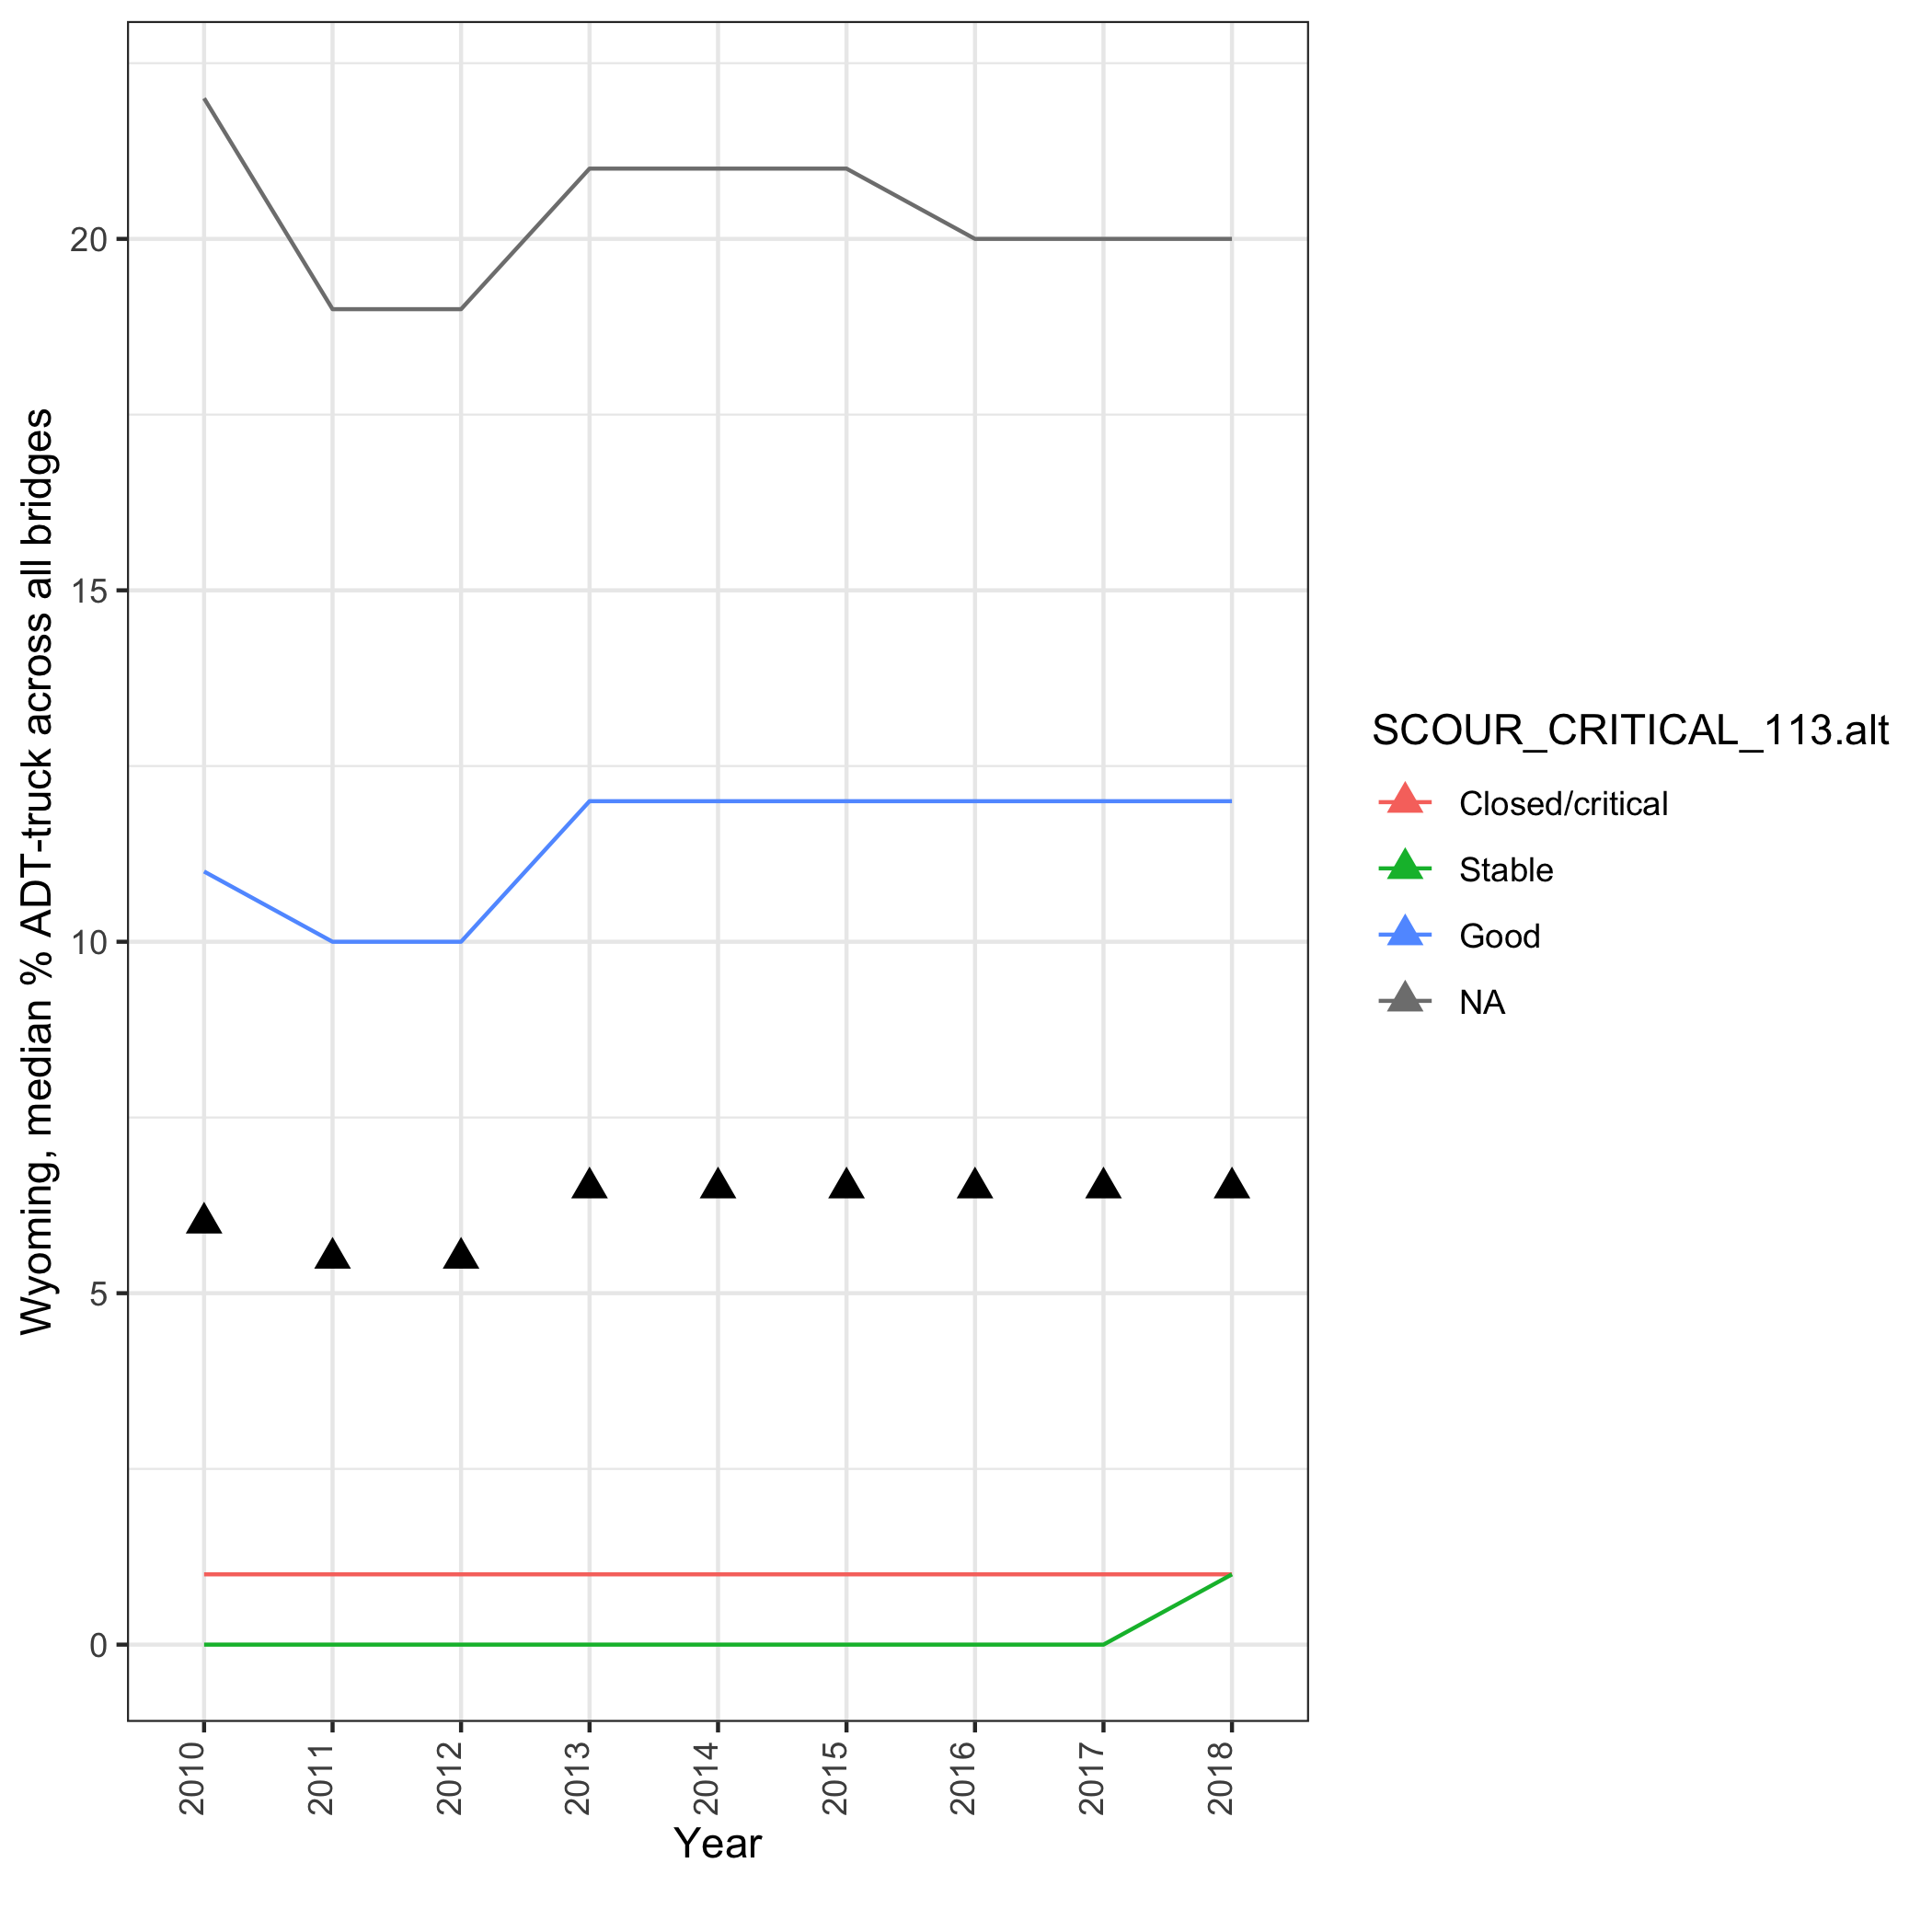 Wyoming, median % ADT-truck across all bridges
20
15
10
5
0
2010
2011
2012
2013
2014
2015
2016
2017
2018
Year
SCOUR_CRITICAL_113.alt
Closed/critical
Stable
Good
NA